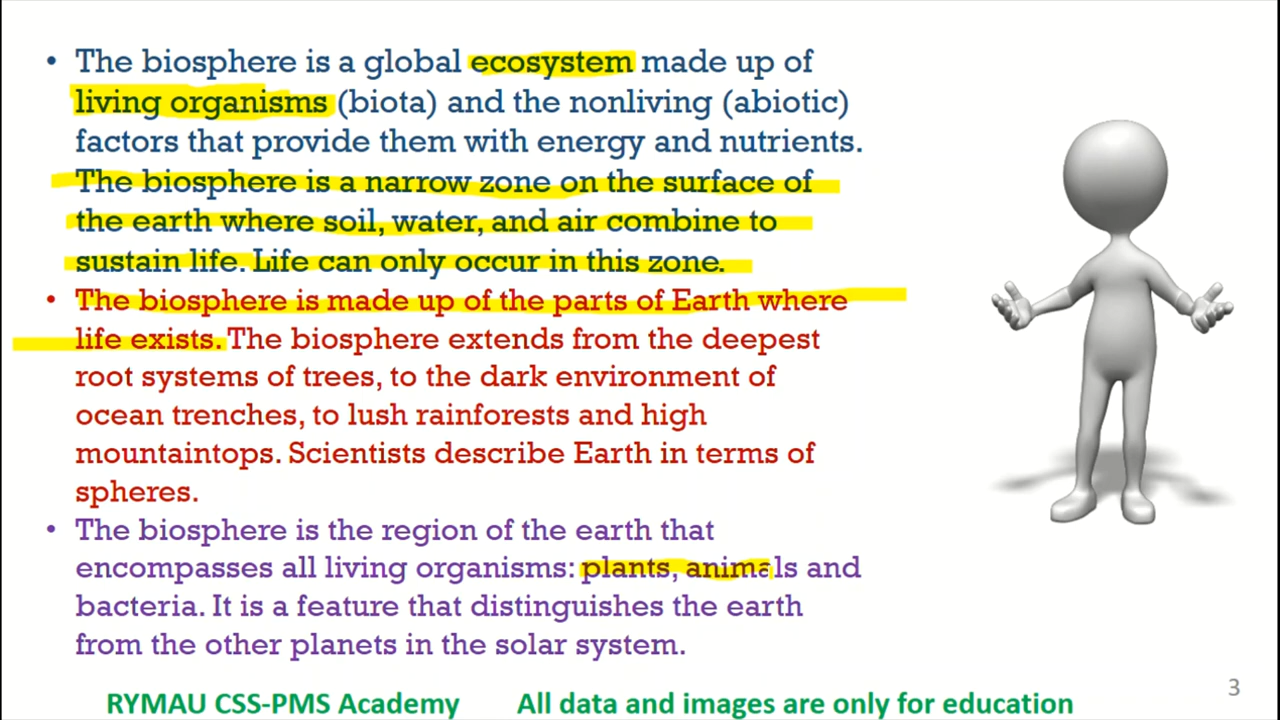 • The biosphere is a global ecosystem made up of
living organisms (biota) and the nonliving (abiotic)
factors that provide them with energy and nutrients.
The biosphere is a narrow zone on the surface of
the earth where soil, water, and air combine to
sustain life. Life can only occur in this zone.
• The biosphere is made up of the parts of Earth where
life exists. The biosphere extends from the deepest
root systems of trees, to the dark environment of
ocean trenches, to lush rainforests and high
mountaintops. Scientists describe Earth in terms of
spheres.
• The biosphere is the region of the earth that
encompasses all living organisms: plants, animals and
bacteria. It is a feature that distinguishes the earth
from the other planets in the solar system.
3
RYMAU CSS-PMS Academy All data and images are only for education